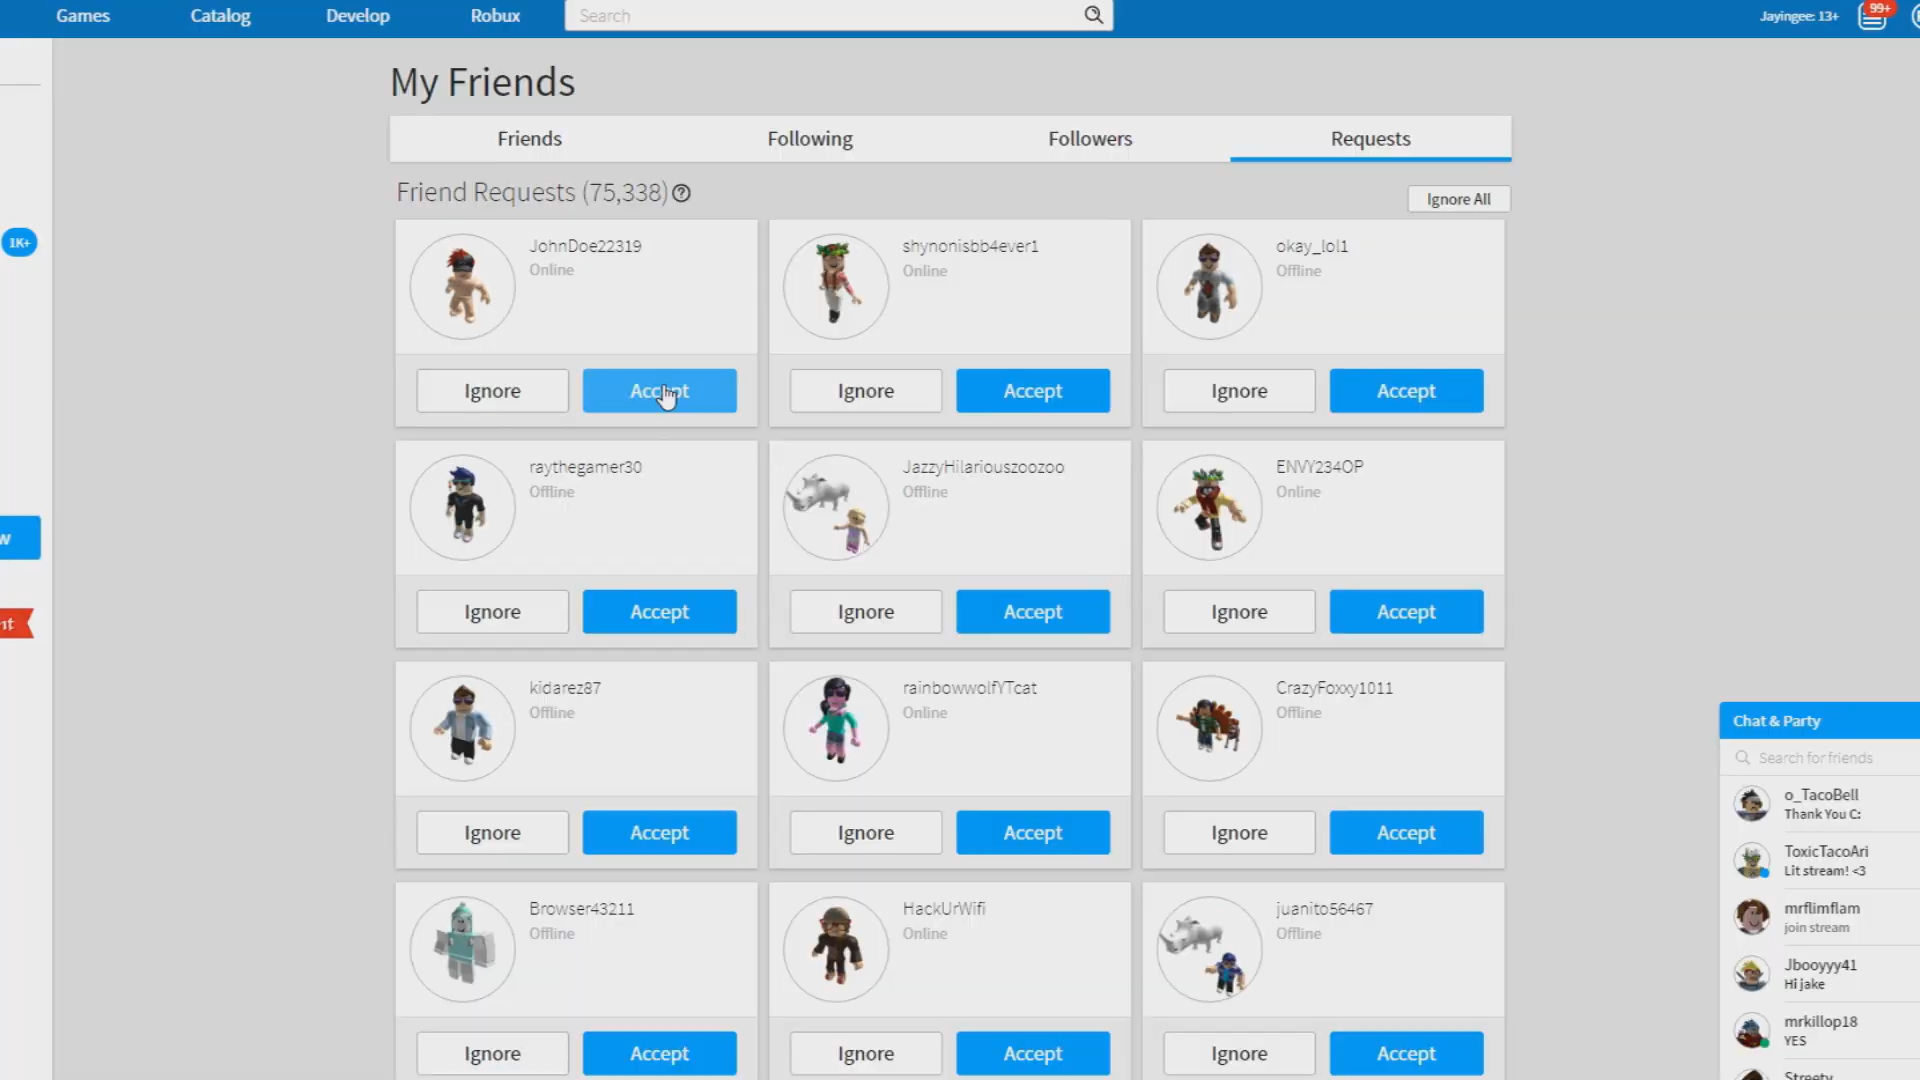 Games Catalog Develop Robux Search Jayingee: 13+ 99+
My Friends
Friends Following Followers Requests
Friend Requests (75,338) ?
Ignore All
1K+
JohnDoe22319
Online
Ignore Accept
shynonisbb4ever1
Online
Ignore Accept
okay_lol1
Offline
Ignore Accept
raythegamer30
Offline
Ignore Accept
JazzyHilariouszoozoo
Offline
Ignore Accept
ENVY234OP
Online
Ignore Accept
w
nt
kidarez87
Offline
Ignore Accept
rainbowwolfYTcat
Online
Ignore Accept
CrazyFoxxy1011
Offline
Ignore Accept
Browser43211
Offline
Ignore Accept
HackUrWifi
Online
Ignore Accept
juanito56467
Offline
Ignore Accept
Chat & Party
Search for friends
o_TacoBell
Thank You C:
ToxicTacoAri
Lit stream! <3
mrflimflam
join stream
Jbooyyy41
Hi jake
mrkillop18
YES
Streety